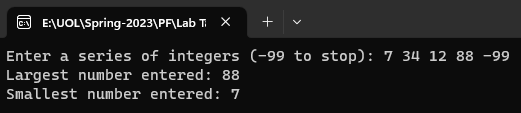 E:\UOL\Spring-2023\PF\Lab T
Enter a series of integers (-99 to stop): 7 34 12 88 -99
Largest number entered: 88
Smallest number entered: 7